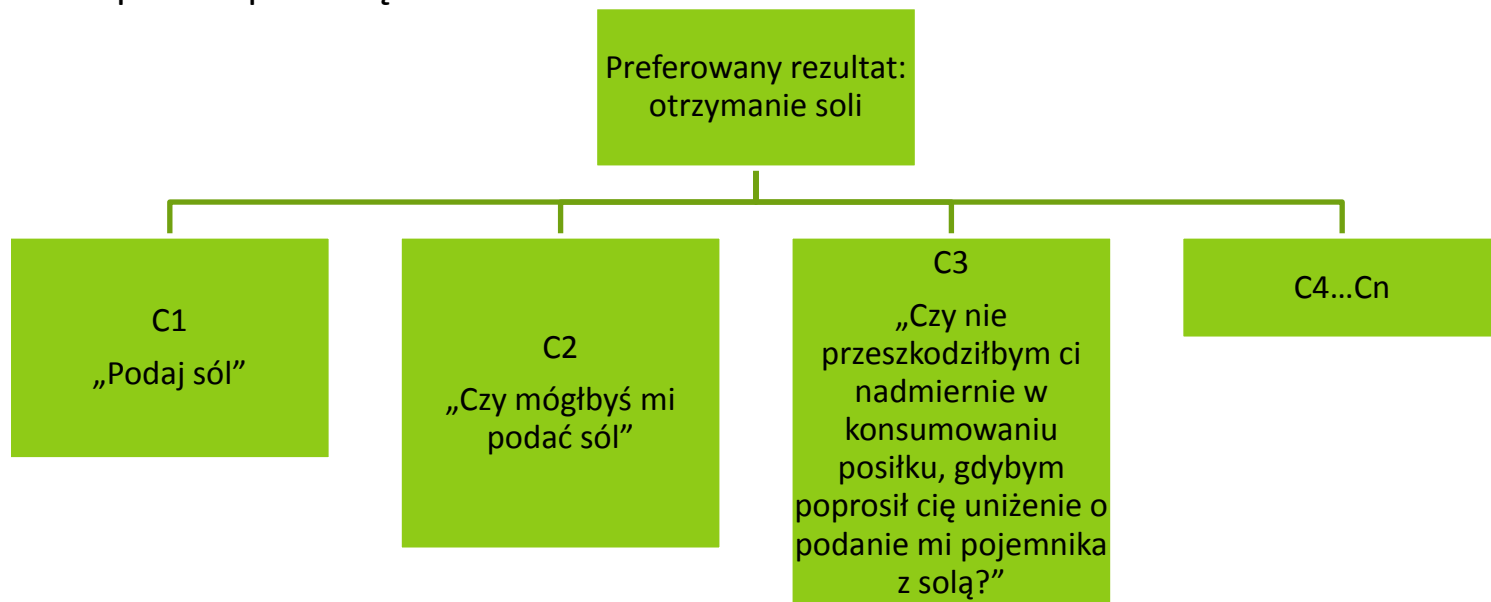 Preferowany rezultat:
otrzymanie soli
C1
„Podaj sól”
C2
„Czy mógłbyś mi
podać sól”
C3
„Czy nie
przeszkodziłbym ci
nadmiernie w
konsumowaniu
posiłku, gdybym
poprosił cię uniżenie o
podanie mi pojemnika
z solą?”
C4…Cn